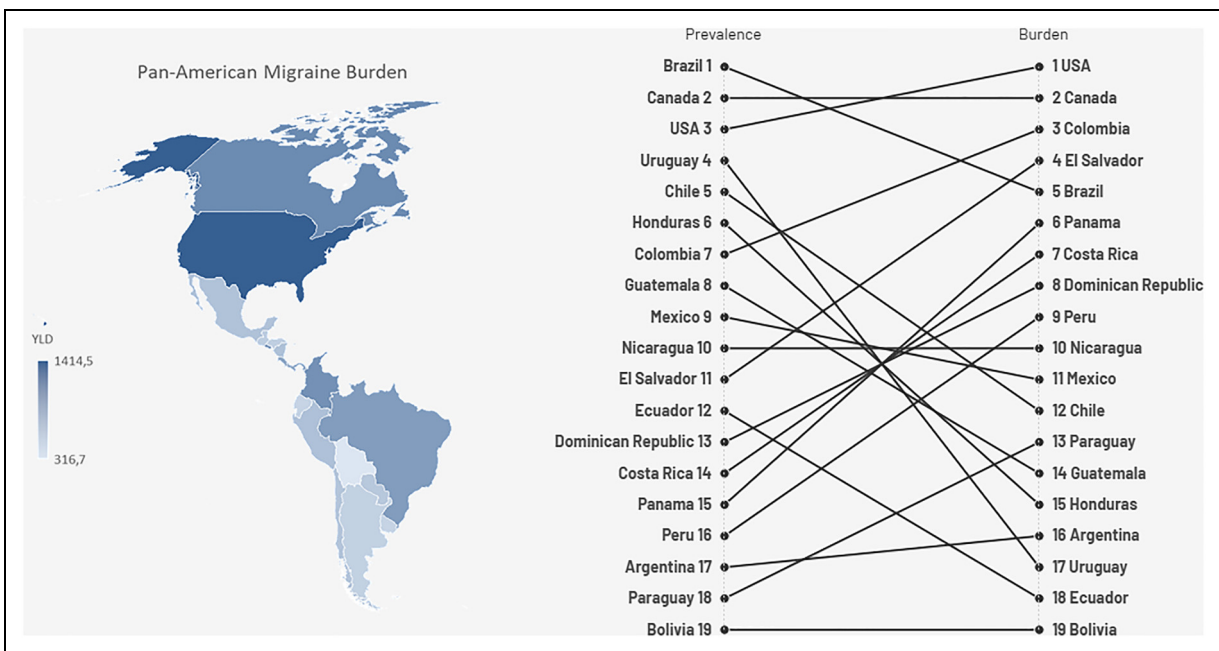 Pan-American Migraine Burden
YLD
1414,5
316,7
Prevalence
Burden
Brazil 1
1 USA
Canada 2
2 Canada
USA 3
3 Colombia
Uruguay 4
4 El Salvador
Chile 5
5 Brazil
Honduras 6
6 Panama
Colombia 7
7 Costa Rica
Guatemala 8
8 Dominican Republic
Mexico 9
9 Peru
Nicaragua 10
10 Nicaragua
El Salvador 11
11 Mexico
Ecuador 12
12 Chile
Dominican Republic 13
13 Paraguay
Costa Rica 14
14 Guatemala
Panama 15
15 Honduras
Peru 16
16 Argentina
Argentina 17
17 Uruguay
Paraguay 18
18 Ecuador
Bolivia 19
19 Bolivia